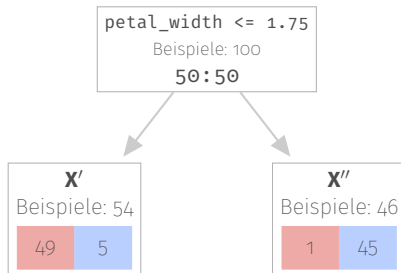 petal_width <= 1.75
Beispiele: 100
50:50
X′
Beispiele: 54
49 5
X″
Beispiele: 46
1 45